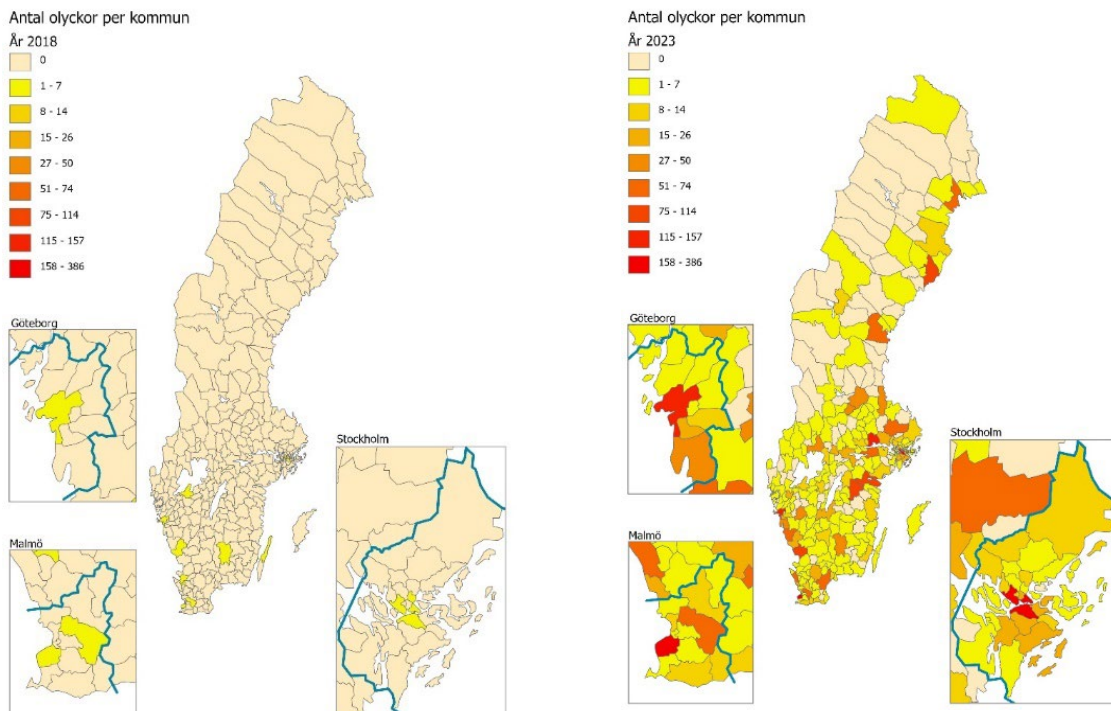 Antal olyckor per kommun
År 2018
0
1 - 7
8 - 14
15 - 26
27 - 50
51 - 74
75 - 114
115 - 157
158 - 386
Göteborg
Malmö
Stockholm
Antal olyckor per kommun
År 2023
0
1 - 7
8 - 14
15 - 26
27 - 50
51 - 74
75 - 114
115 - 157
158 - 386
Göteborg
Malmö
Stockholm